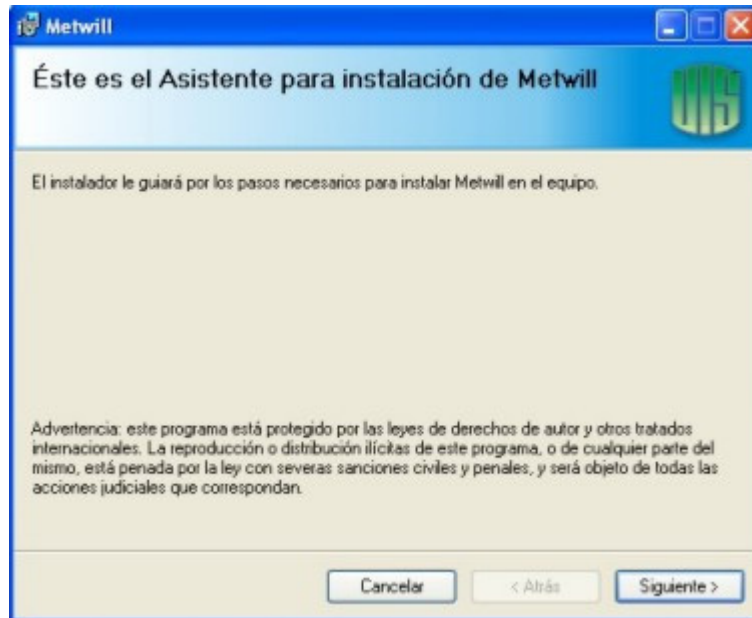 Metwill
Éste es el Asistente para instalación de Metwill
UIS
El instalador le guiará por los pasos necesarios para instalar Metwill en el equipo.
Advertencia: este programa está protegido por las leyes de derechos de autor y otros tratados
internacionales. La reproducción o distribución ilícitas de este programa, o de cualquier parte del
mismo, está penada por la ley con severas sanciones civiles y penales, y será objeto de todas las
acciones judiciales que correspondan.
Cancelar
< Atrás
Siguiente >